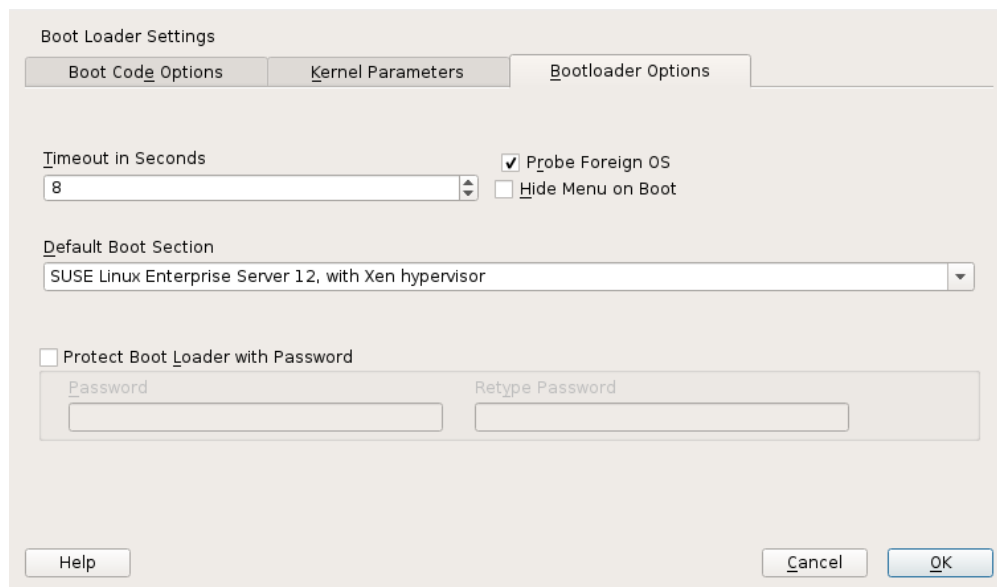 Boot Loader Settings
Boot Code Options
Kernel Parameters
Bootloader Options
Timeout in Seconds
Probe Foreign OS
8
Hide Menu on Boot
Default Boot Section
SUSE Linux Enterprise Server 12, with Xen hypervisor
Protect Boot Loader with Password
Password
Retype Password
Help
Cancel
OK